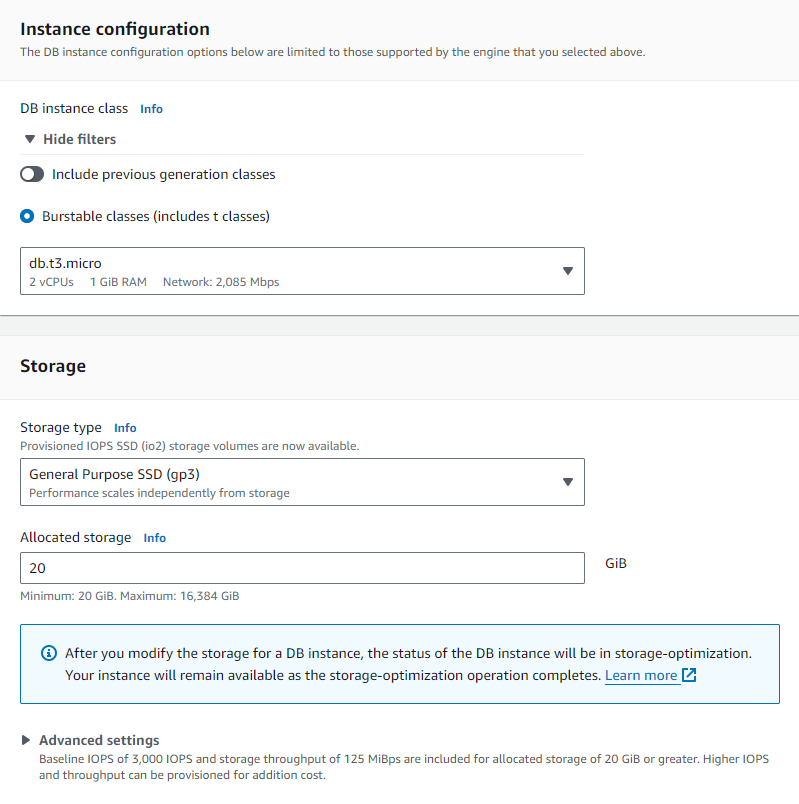 Instance configuration
The DB instance configuration options below are limited to those supported by the engine that you selected above.
DB instance class Info
Hide filters
Include previous generation classes
Burstable classes (includes t classes)
db.t3.micro
2 vCPUs 1 GiB RAM Network: 2,085 Mbps
Storage
Storage type Info
Provisioned IOPS SSD (io2) storage volumes are now available.
General Purpose SSD (gp3)
Performance scales independently from storage
Allocated storage Info
20 GiB
Minimum: 20 GiB. Maximum: 16,384 GiB
After you modify the storage for a DB instance, the status of the DB instance will be in storage-optimization.
Your instance will remain available as the storage-optimization operation completes. Learn more
Advanced settings
Baseline IOPS of 3,000 IOPS and storage throughput of 125 MiBps are included for allocated storage of 20 GiB or greater. Higher IOPS
and throughput can be provisioned for addition cost.